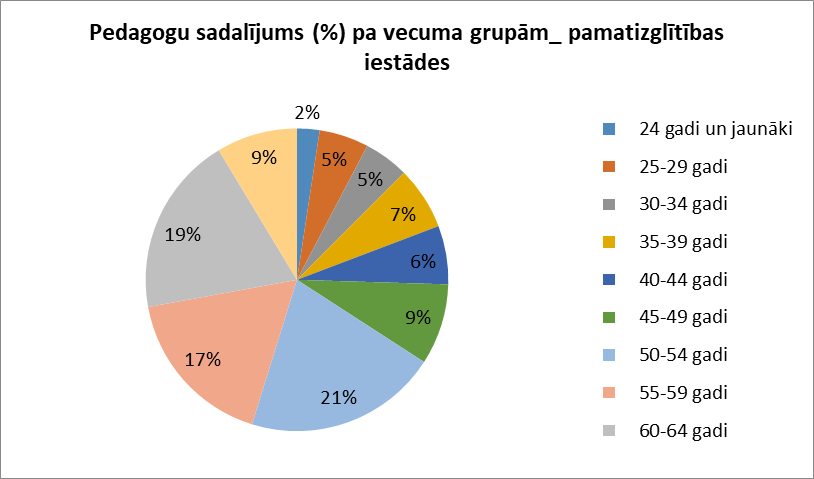 Pedagogu sadalījums (%) pa vecuma grupām_ pamatizglītības
iestādes
2%
5%
5%
7%
6%
9%
21%
17%
19%
9%
24 gadi un jaunāki
25-29 gadi
30-34 gadi
35-39 gadi
40-44 gadi
45-49 gadi
50-54 gadi
55-59 gadi
60-64 gadi